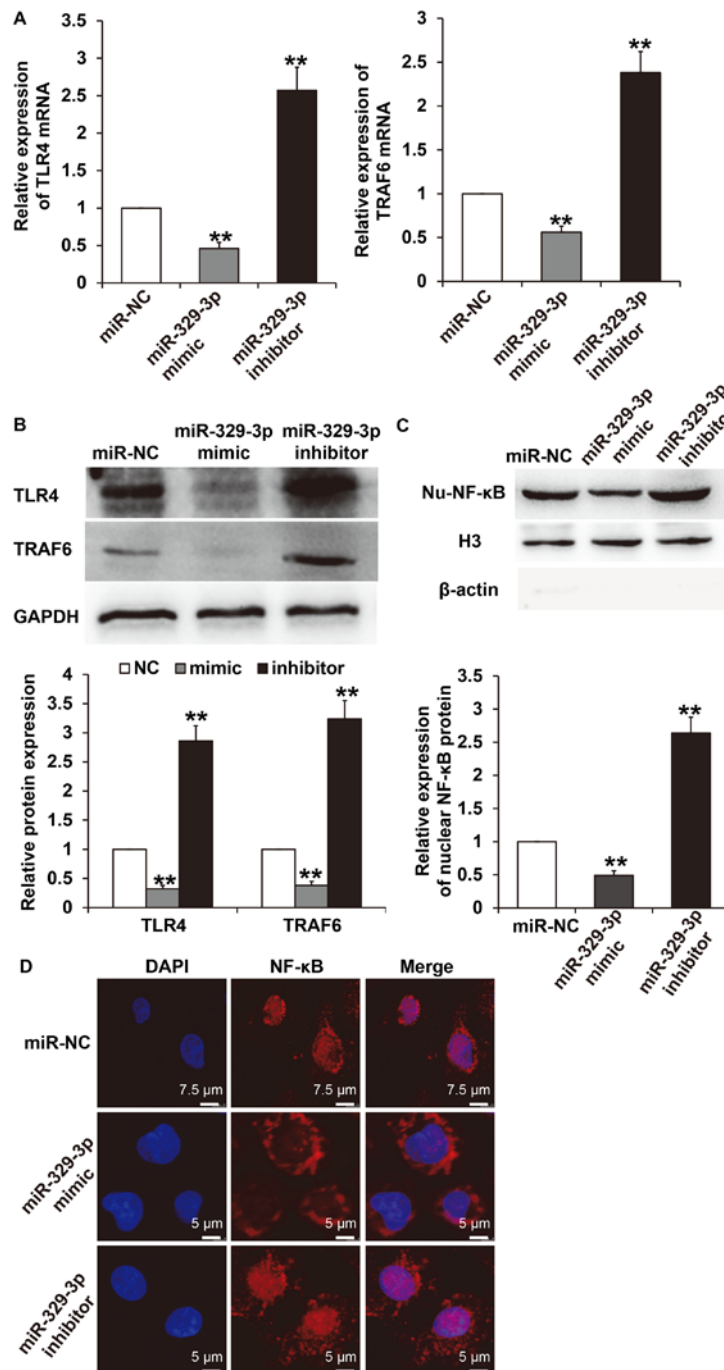 A
Relative expression
of TLR4 mRNA
3.5
3
2.5
2
1.5
1
0.5
0
**
**
miR-NC
miR-329-3p
mimic
miR-329-3p
inhibitor
Relative expression of
TRAF6 mRNA
3
2.5
2
1.5
1
0.5
0
**
**
miR-NC
miR-329-3p
mimic
miR-329-3p
inhibitor
B
miR-NC
miR-329-3p
mimic
miR-329-3p
inhibitor
TLR4
TRAF6
GAPDH
NC
mimic
inhibitor
Relative protein expression
4
3.5
3
2.5
2
1.5
1
0.5
0
**
**
**
**
TLR4
TRAF6
C
miR-NC
miR-329-3p
mimic
miR-329-3p
inhibitor
Nu-NF-κB
H3
β-actin
Relative expression
of nuclear NF-κB protein
3
2.5
2
1.5
1
0.5
0
**
**
miR-NC
miR-329-3p
mimic
miR-329-3p
inhibitor
D
DAPI
NF-κB
Merge
miR-NC
7.5 µm
7.5 µm
7.5 µm
miR-329-3p
mimic
5 µm
5 µm
5 µm
miR-329-3p
inhibitor
5 µm
5 µm
5 µm